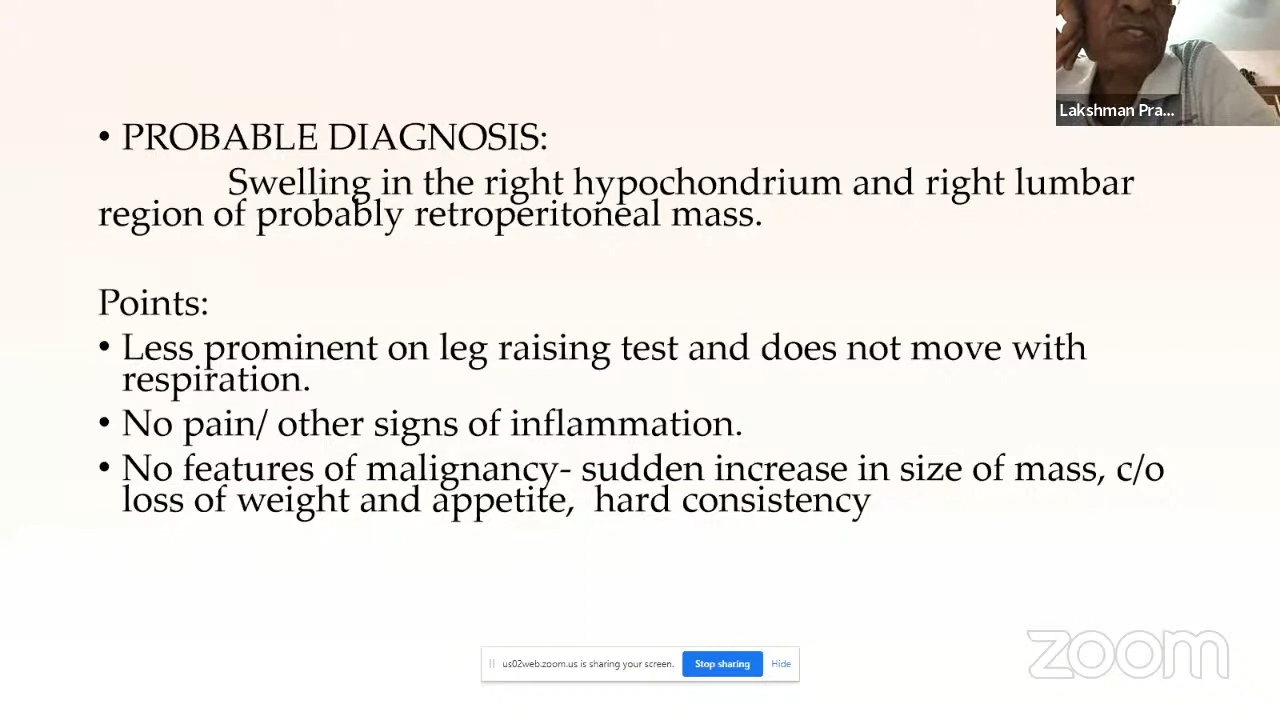 Lakshman Pra...
• PROBABLE DIAGNOSIS:
Swelling in the right hypochondrium and right lumbar
region of probably retroperitoneal mass.
Points:
• Less prominent on leg raising test and does not move with
respiration.
• No pain/ other signs of inflammation.
• No features of malignancy- sudden increase in size of mass, c/o
loss of weight and appetite,  hard consistency
zoom
us02web.zoom.us is sharing your screen. Stop sharing Hide